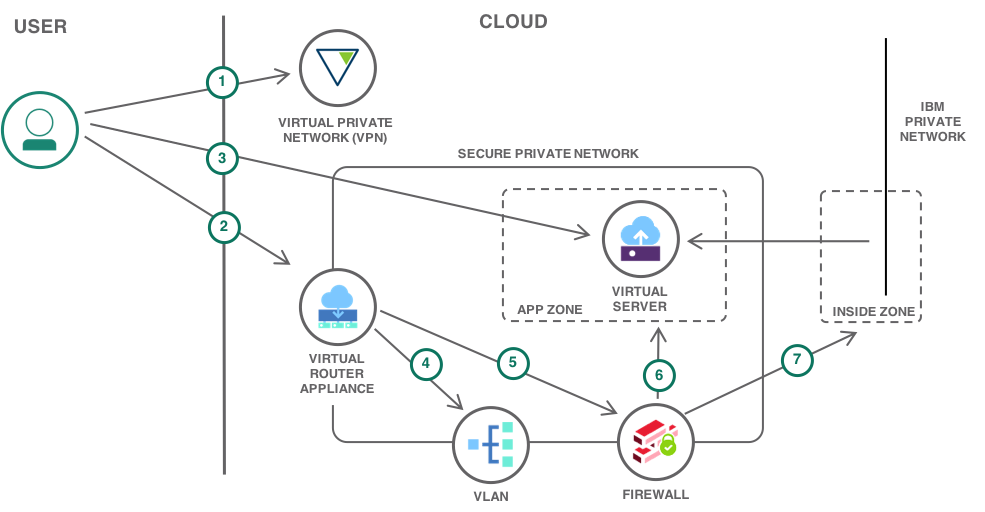 USER
CLOUD
1
VIRTUAL PRIVATE
NETWORK (VPN)
IBM
PRIVATE
NETWORK
3
SECURE PRIVATE NETWORK
2
VIRTUAL
SERVER
APP ZONE
INSIDE ZONE
VIRTUAL
ROUTER
APPLIANCE
4
5
6
7
VLAN
FIREWALL